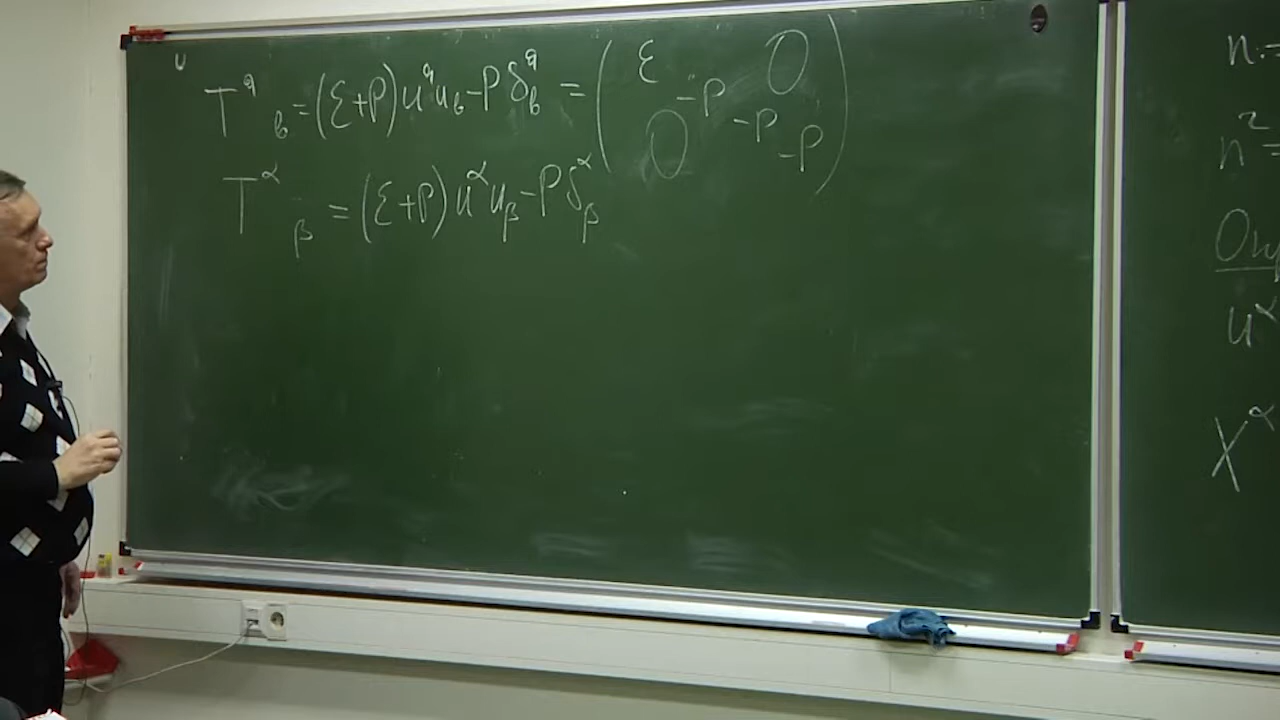 T^a_b = (ε+P) u^a u_b − P δ^a_b = ( ε −P −P −P 0 0 )
T^α_β = (ε+P) u^α u_β − P δ^α_β
n =
n² =
u^α
X^α